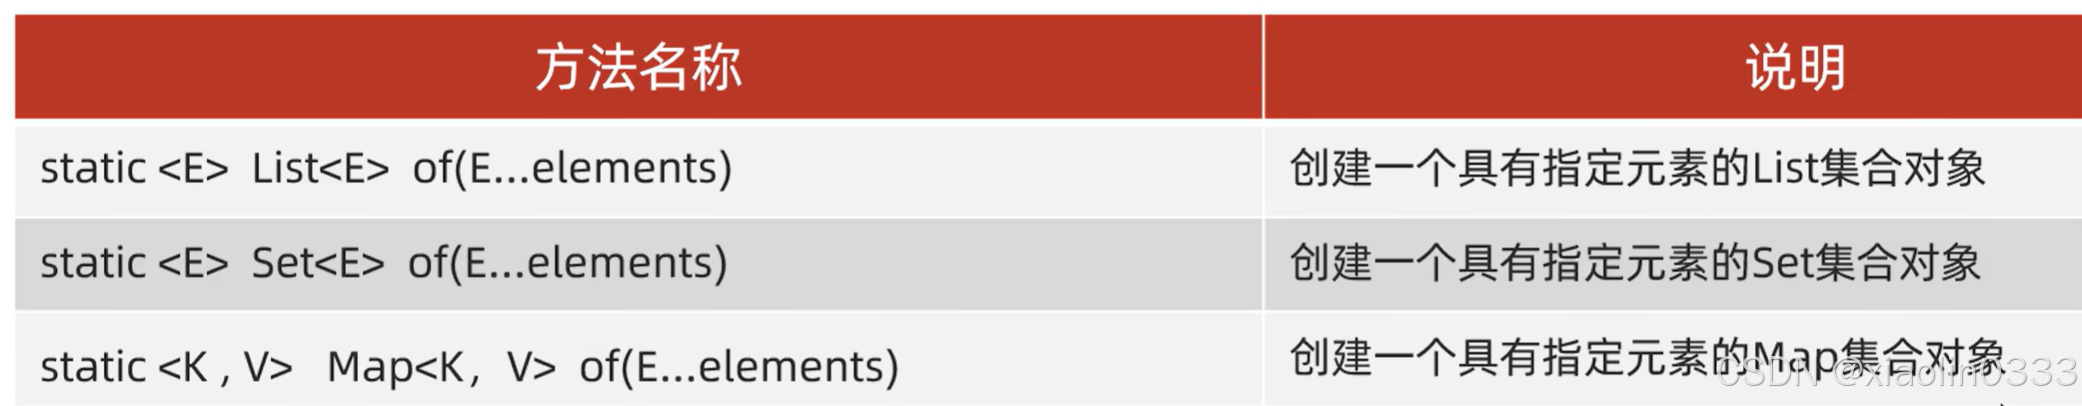 方法名称 说明
static <E> List<E> of(E...elements) 创建一个具有指定元素的List集合对象
static <E> Set<E> of(E...elements) 创建一个具有指定元素的Set集合对象
static <K , V> Map<K, V> of(E...elements) 创建一个具有指定元素的Map集合对象
CSDN @xiaolin0333